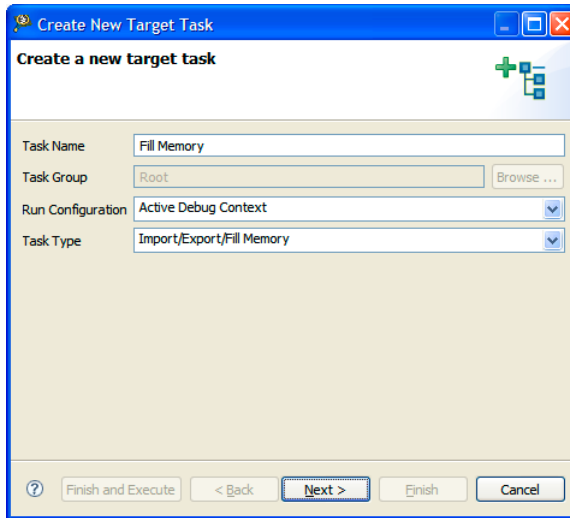 Create New Target Task
Create a new target task
Task Name Fill Memory
Task Group Root Browse ...
Run Configuration Active Debug Context
Task Type Import/Export/Fill Memory
? Finish and Execute < Back Next > Finish Cancel